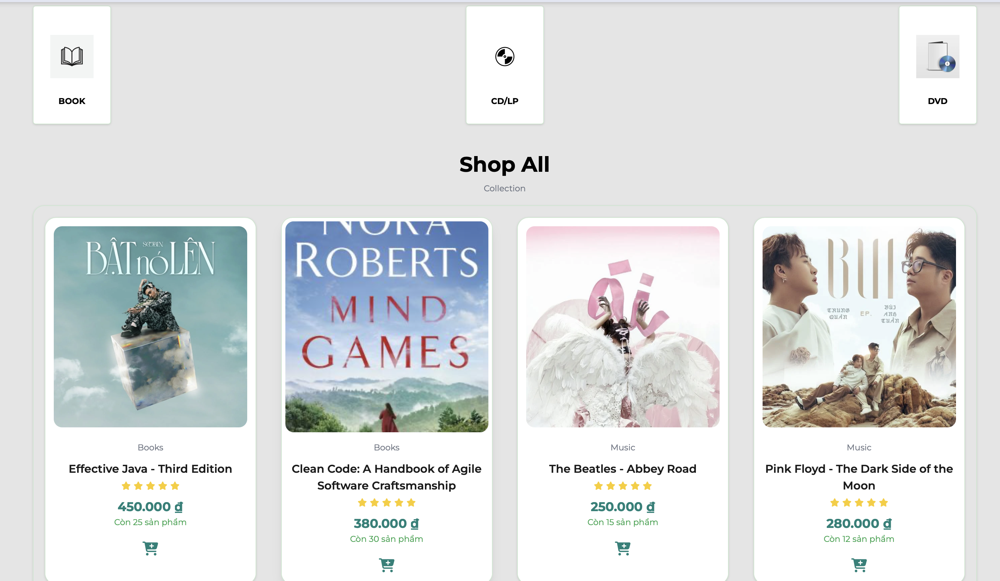 BOOK
CD/LP
DVD
Shop All
Collection
BẬT SOOBIN nó LÊN
NORA
ROBERTS
MIND
GAMES
ái
BUI
TRUNG
QUÂN
EP.
BÙI
ANH
TUẤN
Books
Books
Music
Music
Effective Java - Third Edition
Clean Code: A Handbook of Agile
Software Craftsmanship
The Beatles - Abbey Road
Pink Floyd - The Dark Side of the
Moon
450.000 ₫
Còn 25 sản phẩm
380.000 ₫
Còn 30 sản phẩm
250.000 ₫
Còn 15 sản phẩm
280.000 ₫
Còn 12 sản phẩm